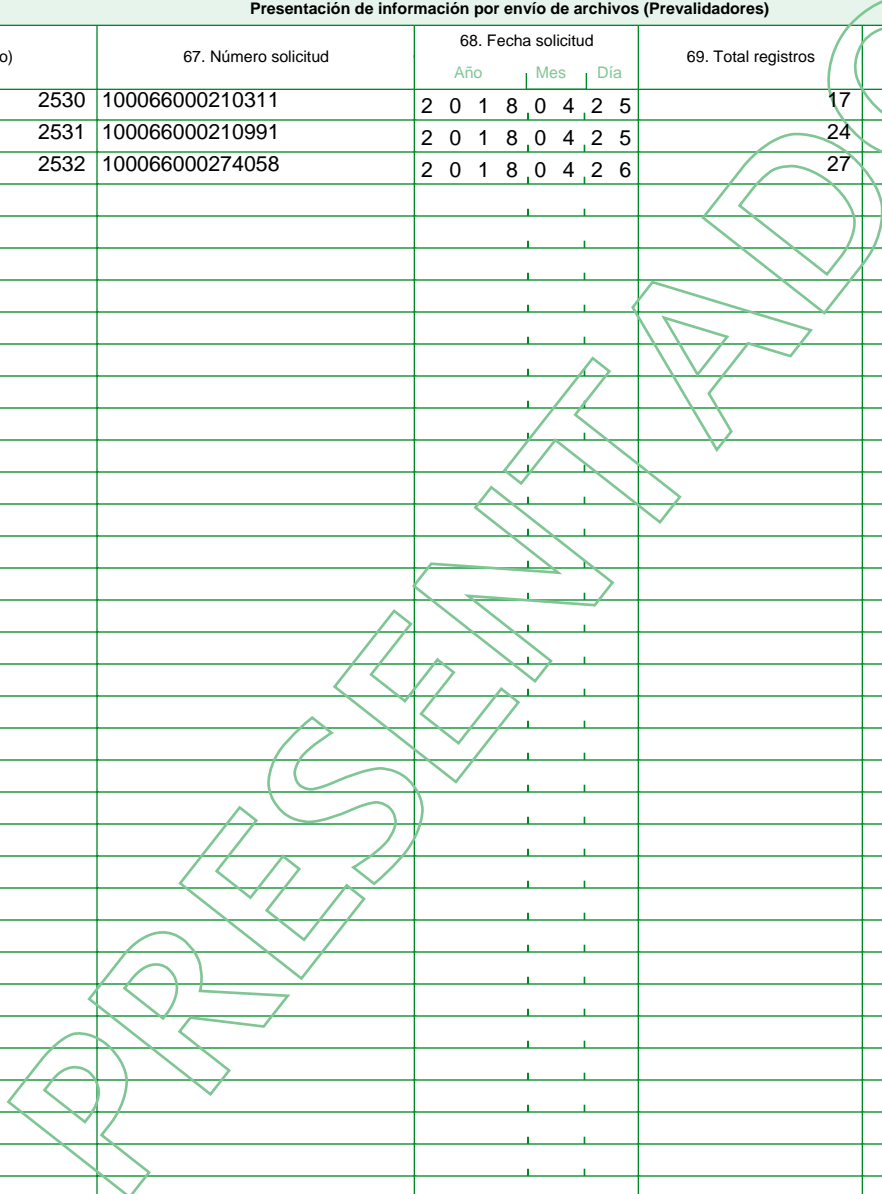 Presentación de información por envío de archivos (Prevalidadores)
o) 67. Número solicitud 68. Fecha solicitud 69. Total registros
Año Mes Día
2530 100066000210311 2 0 1 8 0 4 2 5 17
2531 100066000210991 2 0 1 8 0 4 2 5 24
2532 100066000274058 2 0 1 8 0 4 2 6 27
PRESENTADO